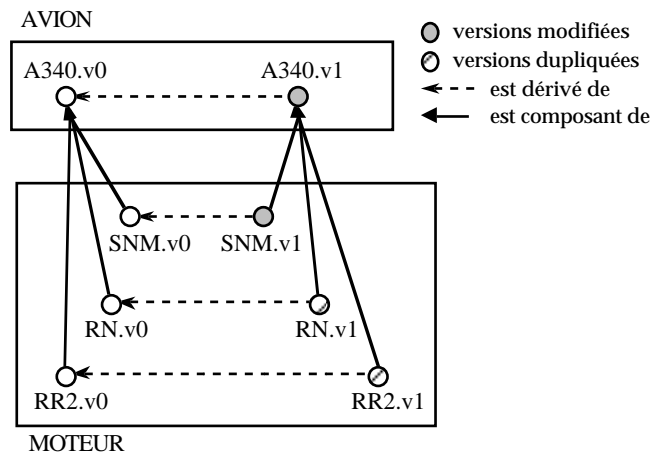 AVION
versions modifiées
versions dupliquées
est dérivé de
est composant de
A340.v0
A340.v1
SNM.v0
SNM.v1
RN.v0
RN.v1
RR2.v0
RR2.v1
MOTEUR